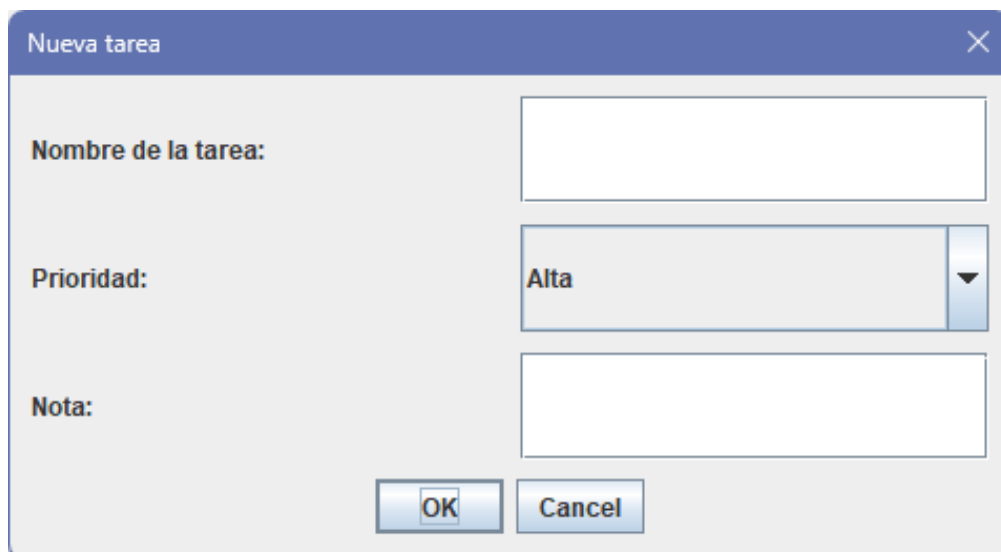 Nueva tarea
Nombre de la tarea:
Prioridad:
Alta
Nota:
OK
Cancel